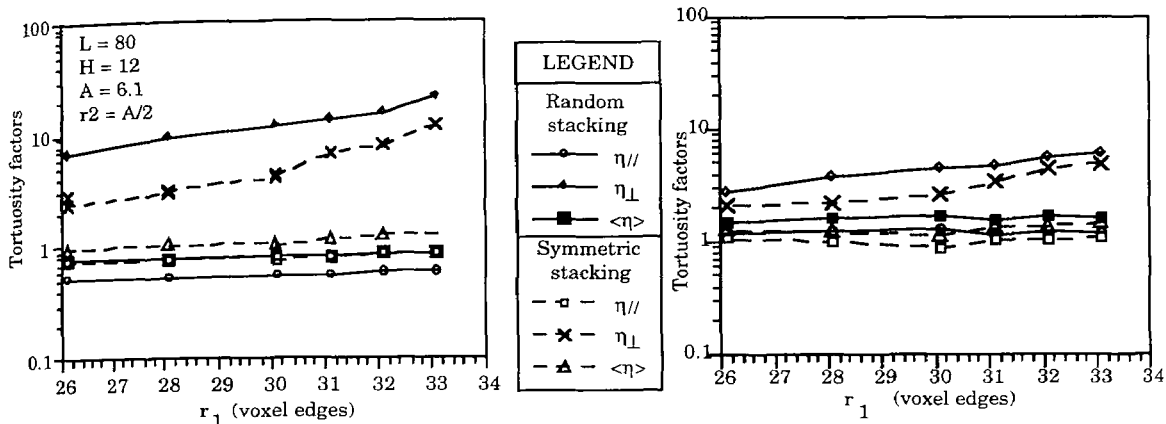 Tortuosity factors
100
10
1
0.1
L = 80
H = 12
A = 6.1
r2 = A/2
26 27 28 29 30 31 32 33 34
r1 (voxel edges)
LEGEND
Random
stacking
η//
η⊥
<η>
Symmetric
stacking
η//
η⊥
<η>
Tortuosity factors
100
10
1
0.1
26 27 28 29 30 31 32 33 34
r1 (voxel edges)